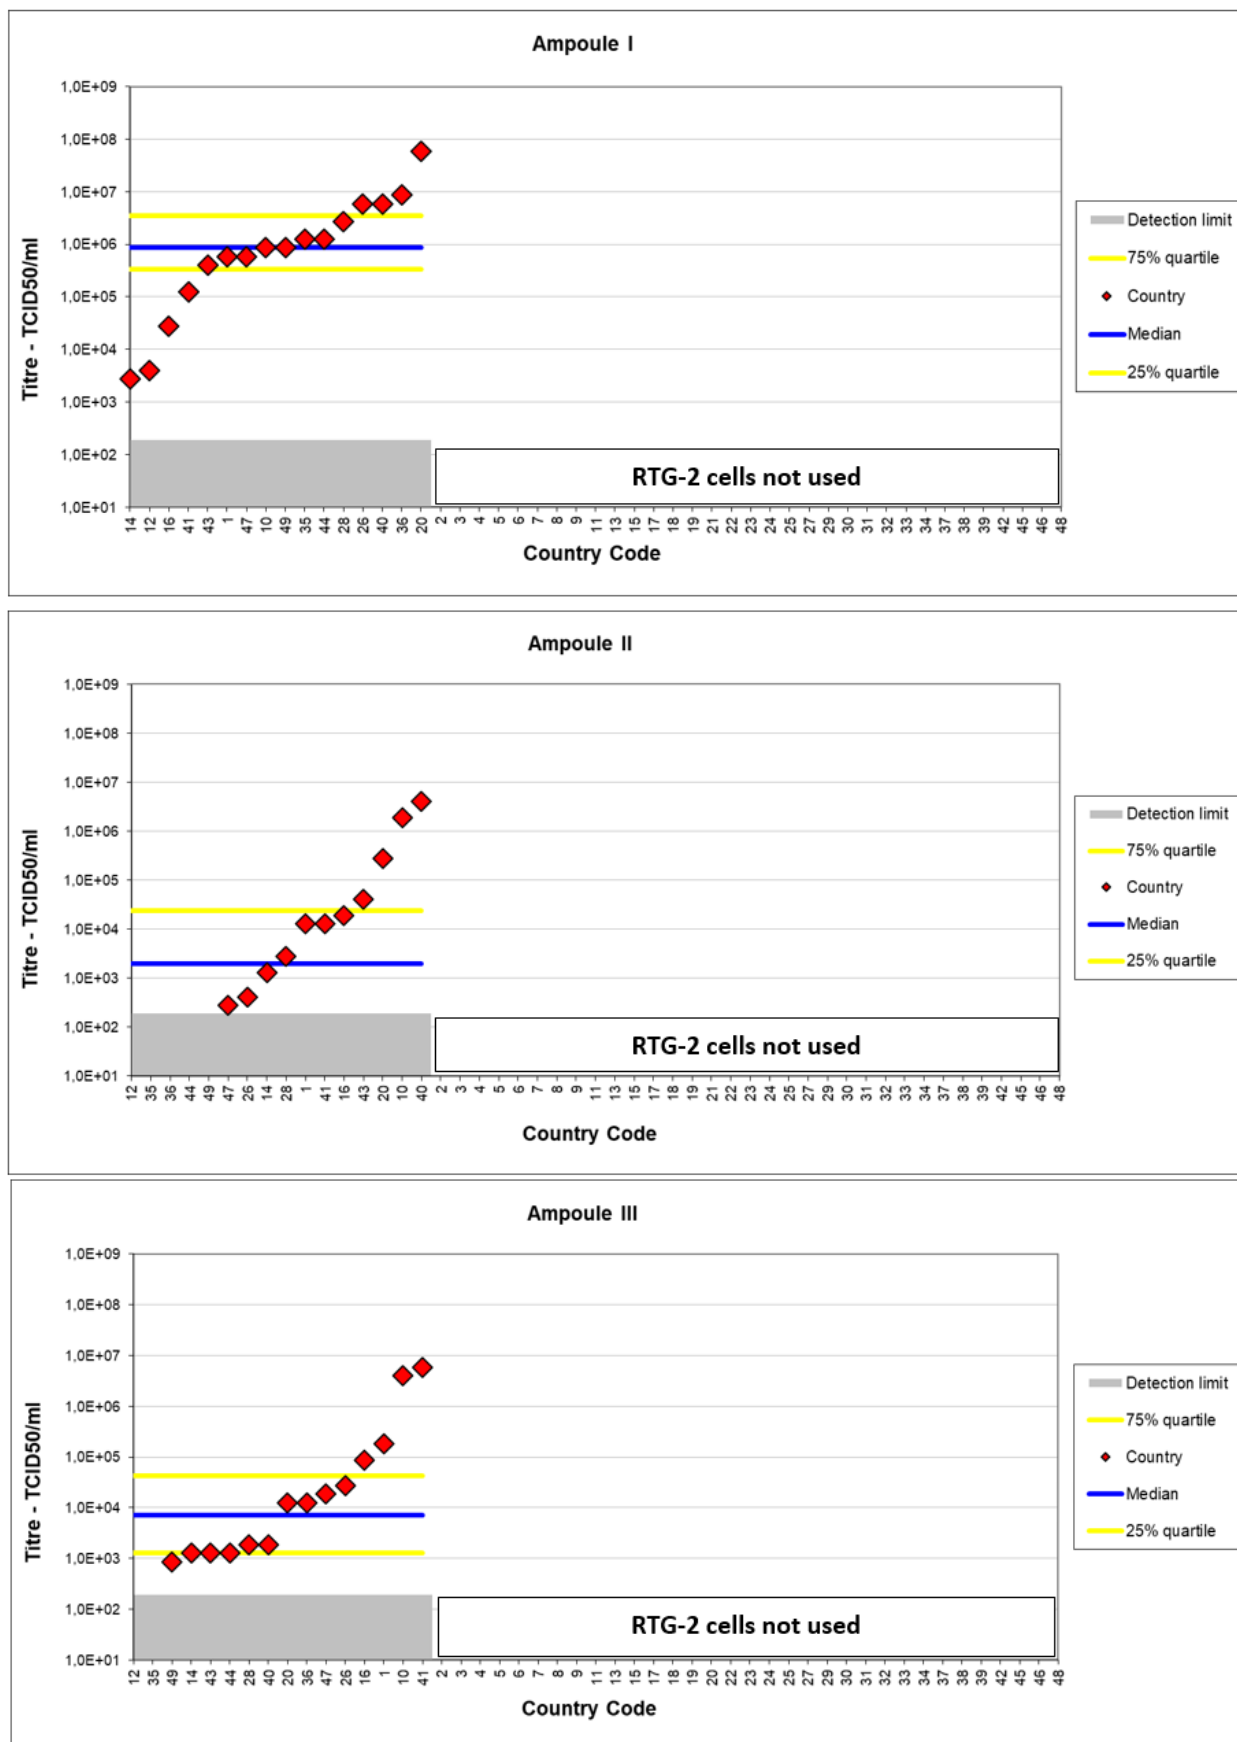 Ampoule I
Titre - TCID50/ml
1,0E+09
1,0E+08
1,0E+07
1,0E+06
1,0E+05
1,0E+04
1,0E+03
1,0E+02
1,0E+01
RTG-2 cells not used
14 12 16 41 43 1 47 10 49 35 44 28 26 40 36 20 2 3 4 5 6 7 8 9 11 13 15 17 18 19 21 22 23 24 25 27 29 30 31 32 33 34 37 38 39 42 45 46 48
Country Code
Detection limit
75% quartile
Country
Median
25% quartile
Ampoule II
Titre - TCID50/ml
1,0E+09
1,0E+08
1,0E+07
1,0E+06
1,0E+05
1,0E+04
1,0E+03
1,0E+02
1,0E+01
RTG-2 cells not used
12 35 36 44 49 47 26 14 28 1 41 16 43 20 10 40 2 3 4 5 6 7 8 9 11 13 15 17 18 19 21 22 23 24 25 27 29 30 31 32 33 34 37 38 39 42 45 46 48
Country Code
Detection limit
75% quartile
Country
Median
25% quartile
Ampoule III
Titre - TCID50/ml
1,0E+09
1,0E+08
1,0E+07
1,0E+06
1,0E+05
1,0E+04
1,0E+03
1,0E+02
1,0E+01
RTG-2 cells not used
12 35 49 14 43 44 28 40 20 36 47 26 16 1 10 41 2 3 4 5 6 7 8 9 11 13 15 17 18 19 20 21 22 23 24 25 27 29 30 31 32 33 34 37 38 39 42 45 46 48
Country Code
Detection limit
75% quartile
Country
Median
25% quartile